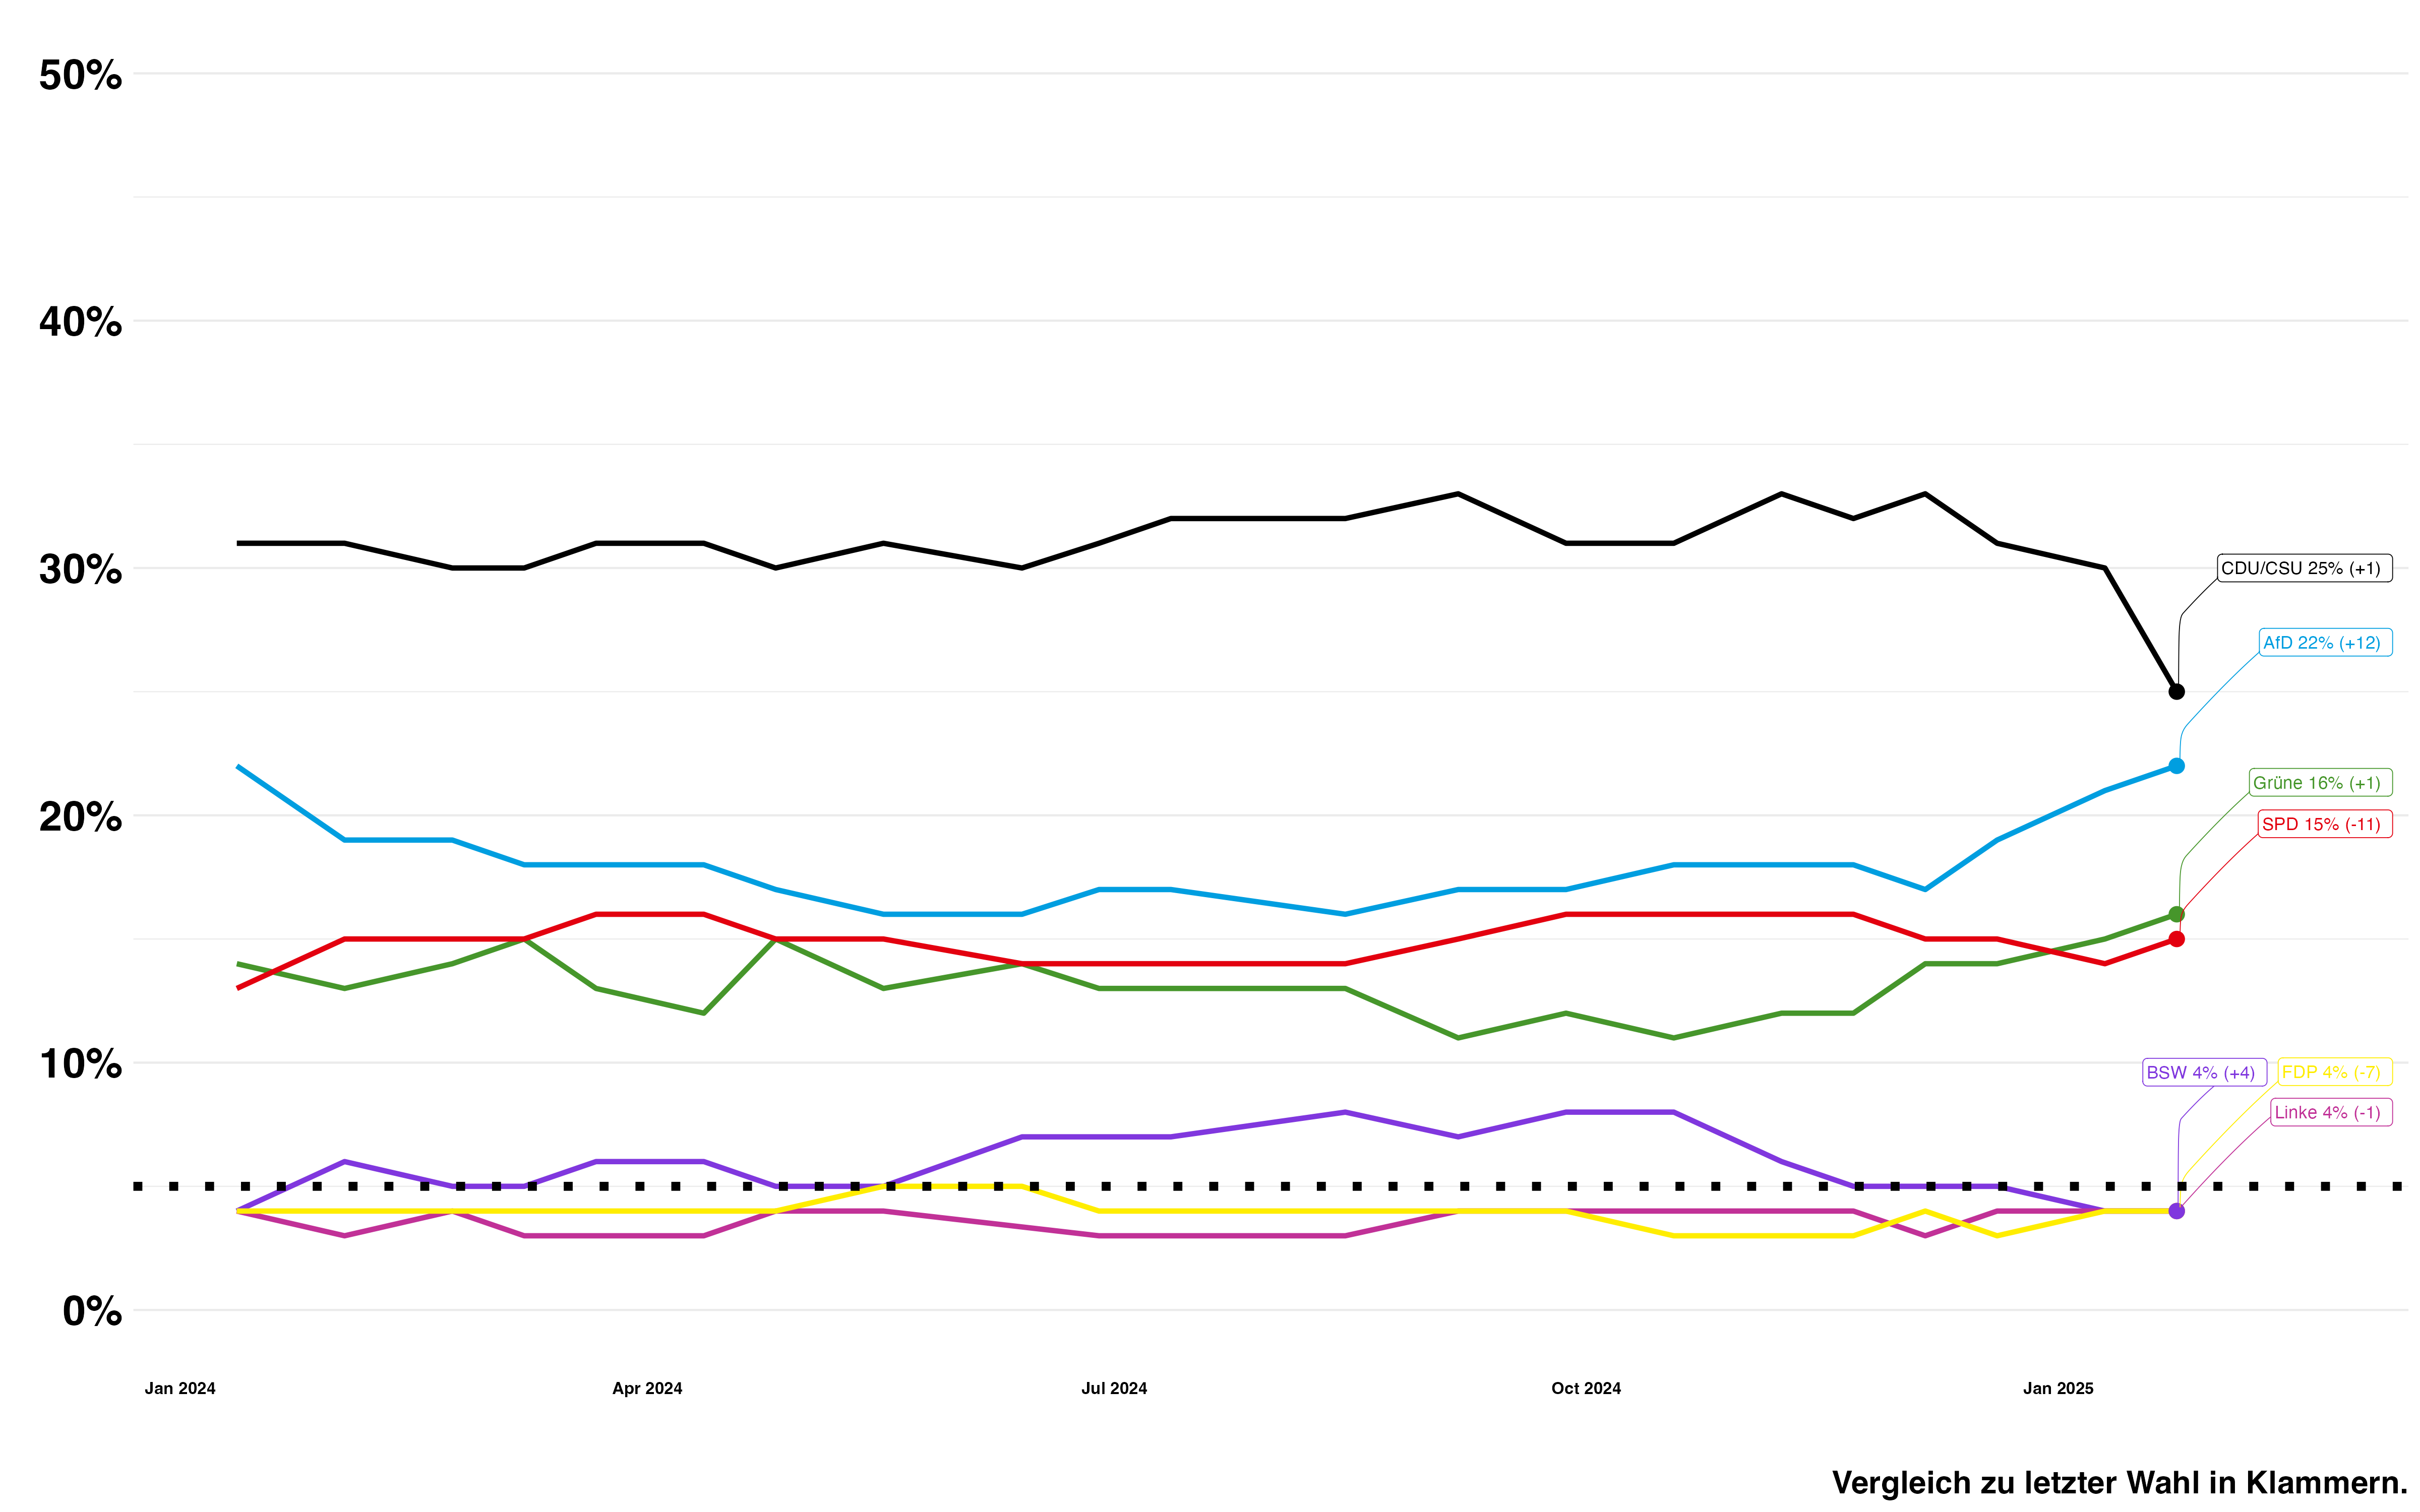 50%
40%
30%
20%
10%
0%
CDU/CSU 25% (+1)
AfD 22% (+12)
Grüne 16% (+1)
SPD 15% (-11)
BSW 4% (+4)
FDP 4% (-7)
Linke 4% (-1)
Jan 2024
Apr 2024
Jul 2024
Oct 2024
Jan 2025
Vergleich zu letzter Wahl in Klammern.